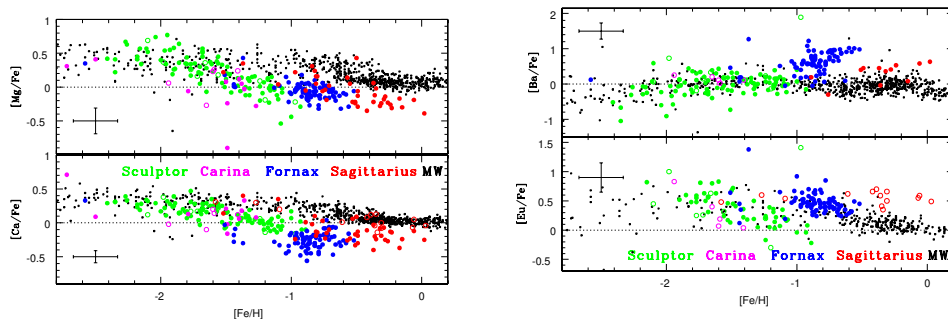 1
0.5
0
-0.5
[Mg/Fe]
Sculptor Carina Fornax Sagittarius MW
1
0.5
0
-0.5
[Ca/Fe]
-2 -1 0
[Fe/H]
2
1
0
-1
[Ba/Fe]
1.5
1
0.5
0
-0.5
[Eu/Fe]
Sculptor Carina Fornax Sagittarius MW
-2 -1 0
[Fe/H]